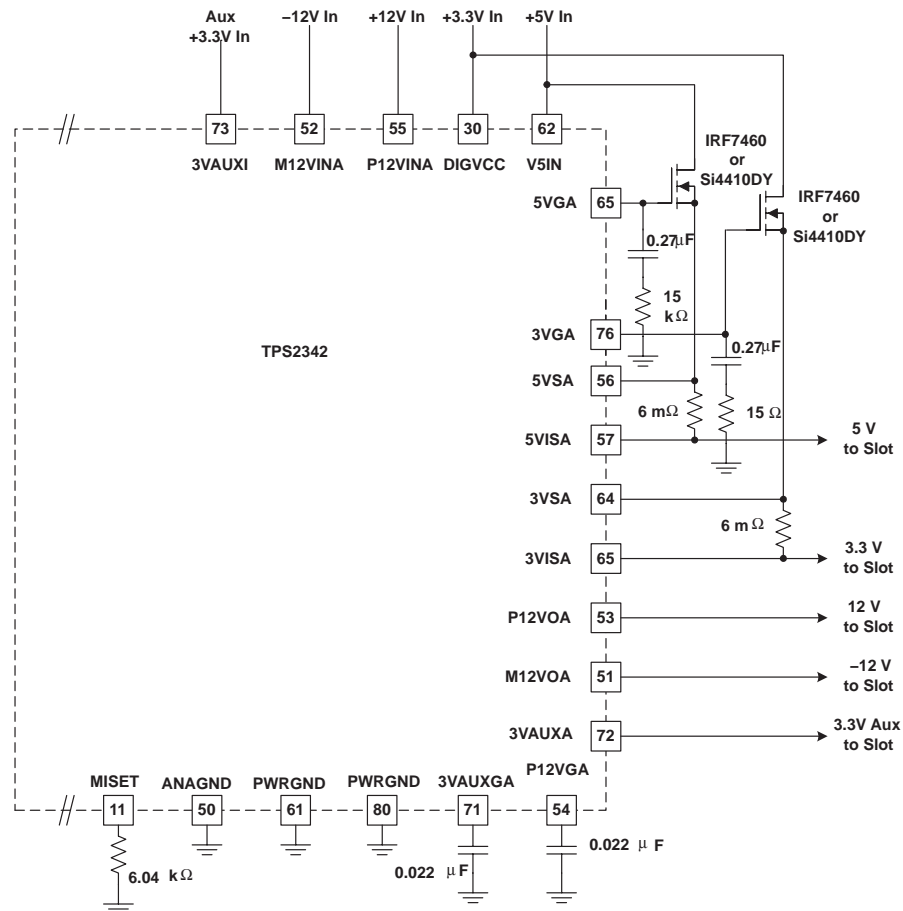 Aux
+3.3V In
–12V In
+12V In
+3.3V In
+5V In
73
52
55
30
62
3VAUXI
M12VINA
P12VINA
DIGVCC
V5IN
IRF7460
or
Si4410DY
IRF7460
or
Si4410DY
5VGA
65
0.27 μF
15
k Ω
3VGA
76
0.27 μF
TPS2342
5VSA
56
6 mΩ
15 Ω
5VISA
57
5 V
to Slot
3VSA
64
6 mΩ
3VISA
65
3.3 V
to Slot
P12VOA
53
12 V
to Slot
M12VOA
51
–12 V
to Slot
3VAUXA
72
3.3V Aux
to Slot
P12VGA
MISET
ANAGND
PWRGND
PWRGND
3VAUXGA
11
50
61
80
71
54
6.04 k Ω
0.022 μ F
0.022 μ F